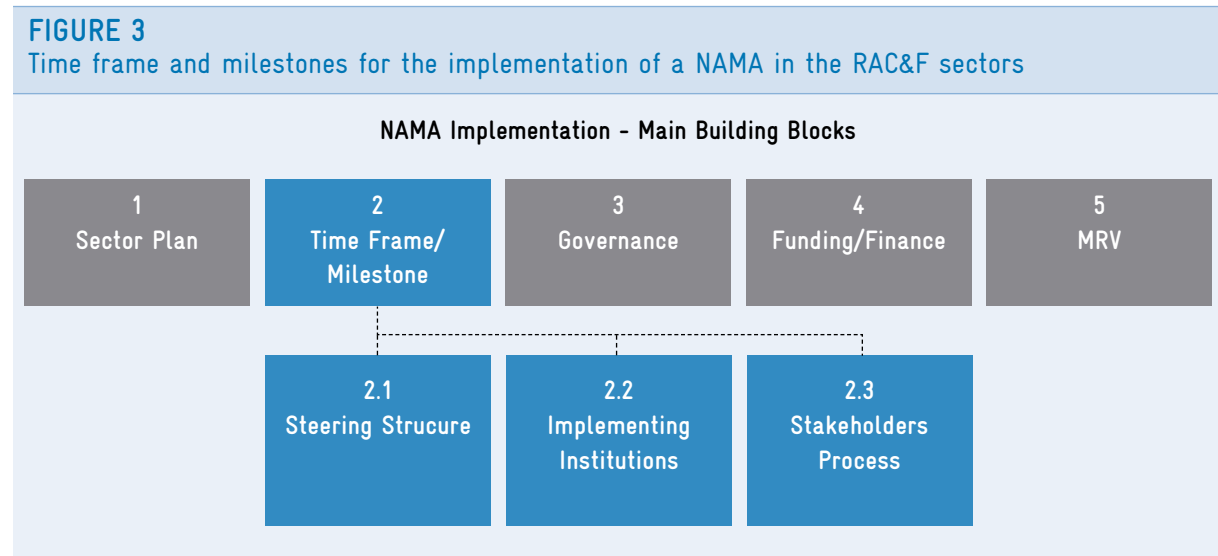 FIGURE 3
Time frame and milestones for the implementation of a NAMA in the RAC&F sectors
NAMA Implementation - Main Building Blocks
1
Sector Plan
2
Time Frame/
Milestone
3
Governance
4
Funding/Finance
5
MRV
2.1
Steering Strucure
2.2
Implementing
Institutions
2.3
Stakeholders
Process